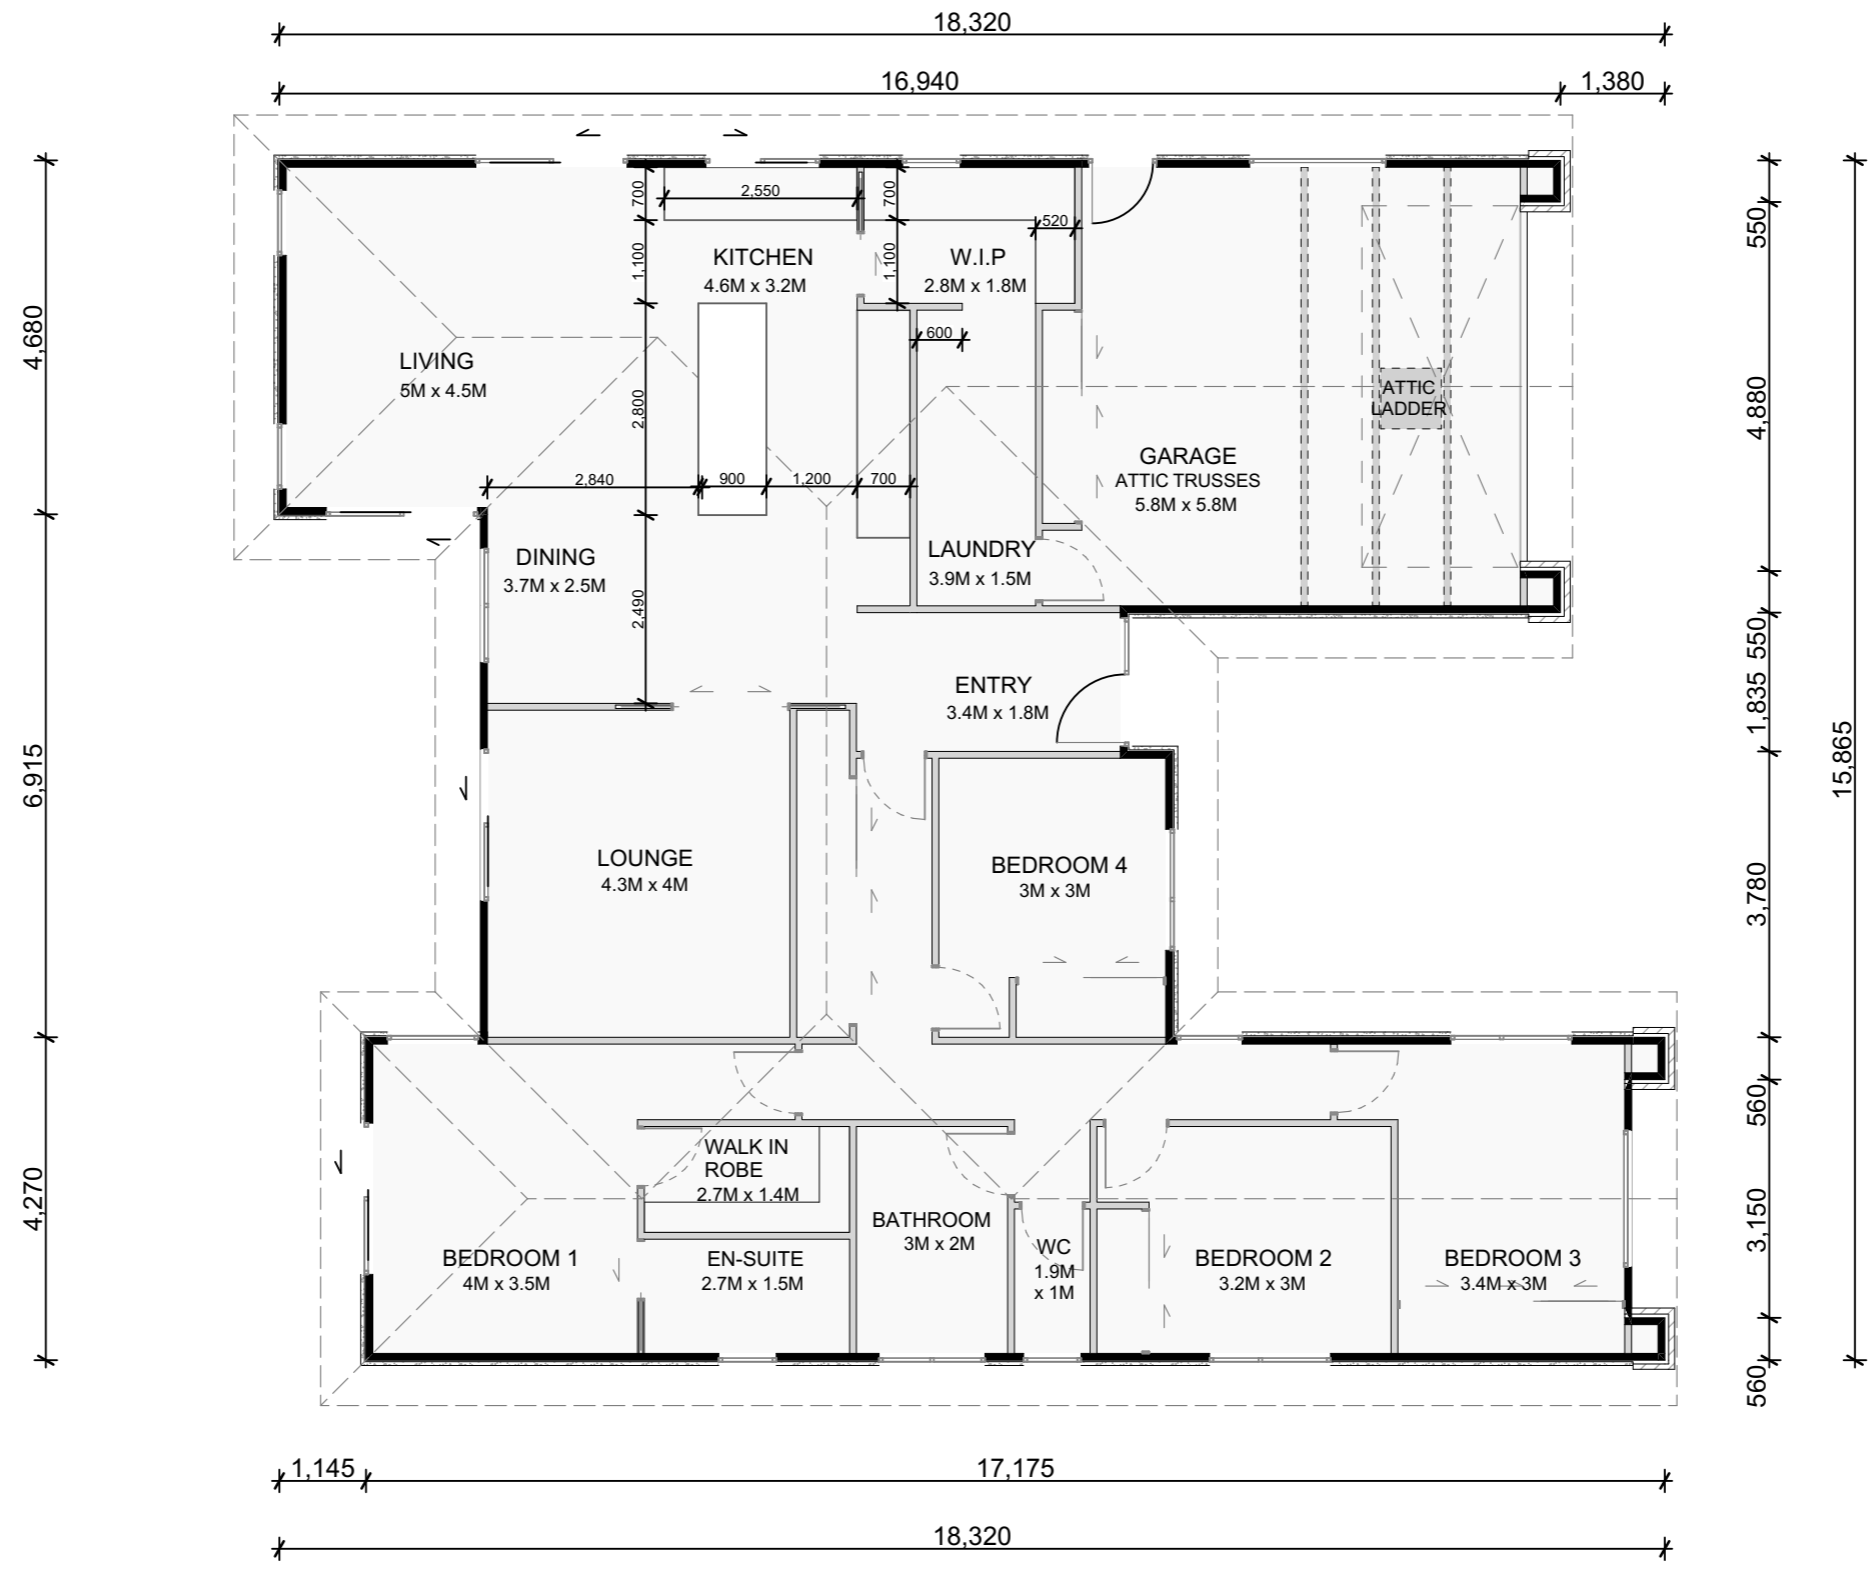 18,320
16,940
1,380
2,550
700
700
520
1,100
1,100
KITCHEN
4.6M x 3.2M
W.I.P
2.8M x 1.8M
550
4,680
600
LIVING
5M x 4.5M
2,800
ATTIC
LADDER
4,880
2,840
900
1,200
700
GARAGE
ATTIC TRUSSES
5.8M x 5.8M
DINING
3.7M x 2.5M
LAUNDRY
3.9M x 1.5M
2,490
550
ENTRY
3.4M x 1.8M
1,835
6,915
15,865
LOUNGE
4.3M x 4M
BEDROOM 4
3M x 3M
3,780
560
WALK IN
ROBE
2.7M x 1.4M
4,270
BATHROOM
3M x 2M
3,150
BEDROOM 1
4M x 3.5M
EN-SUITE
2.7M x 1.5M
WC
1.9M
x 1M
BEDROOM 2
3.2M x 3M
BEDROOM 3
3.4M x 3M
560
1,145
17,175
18,320